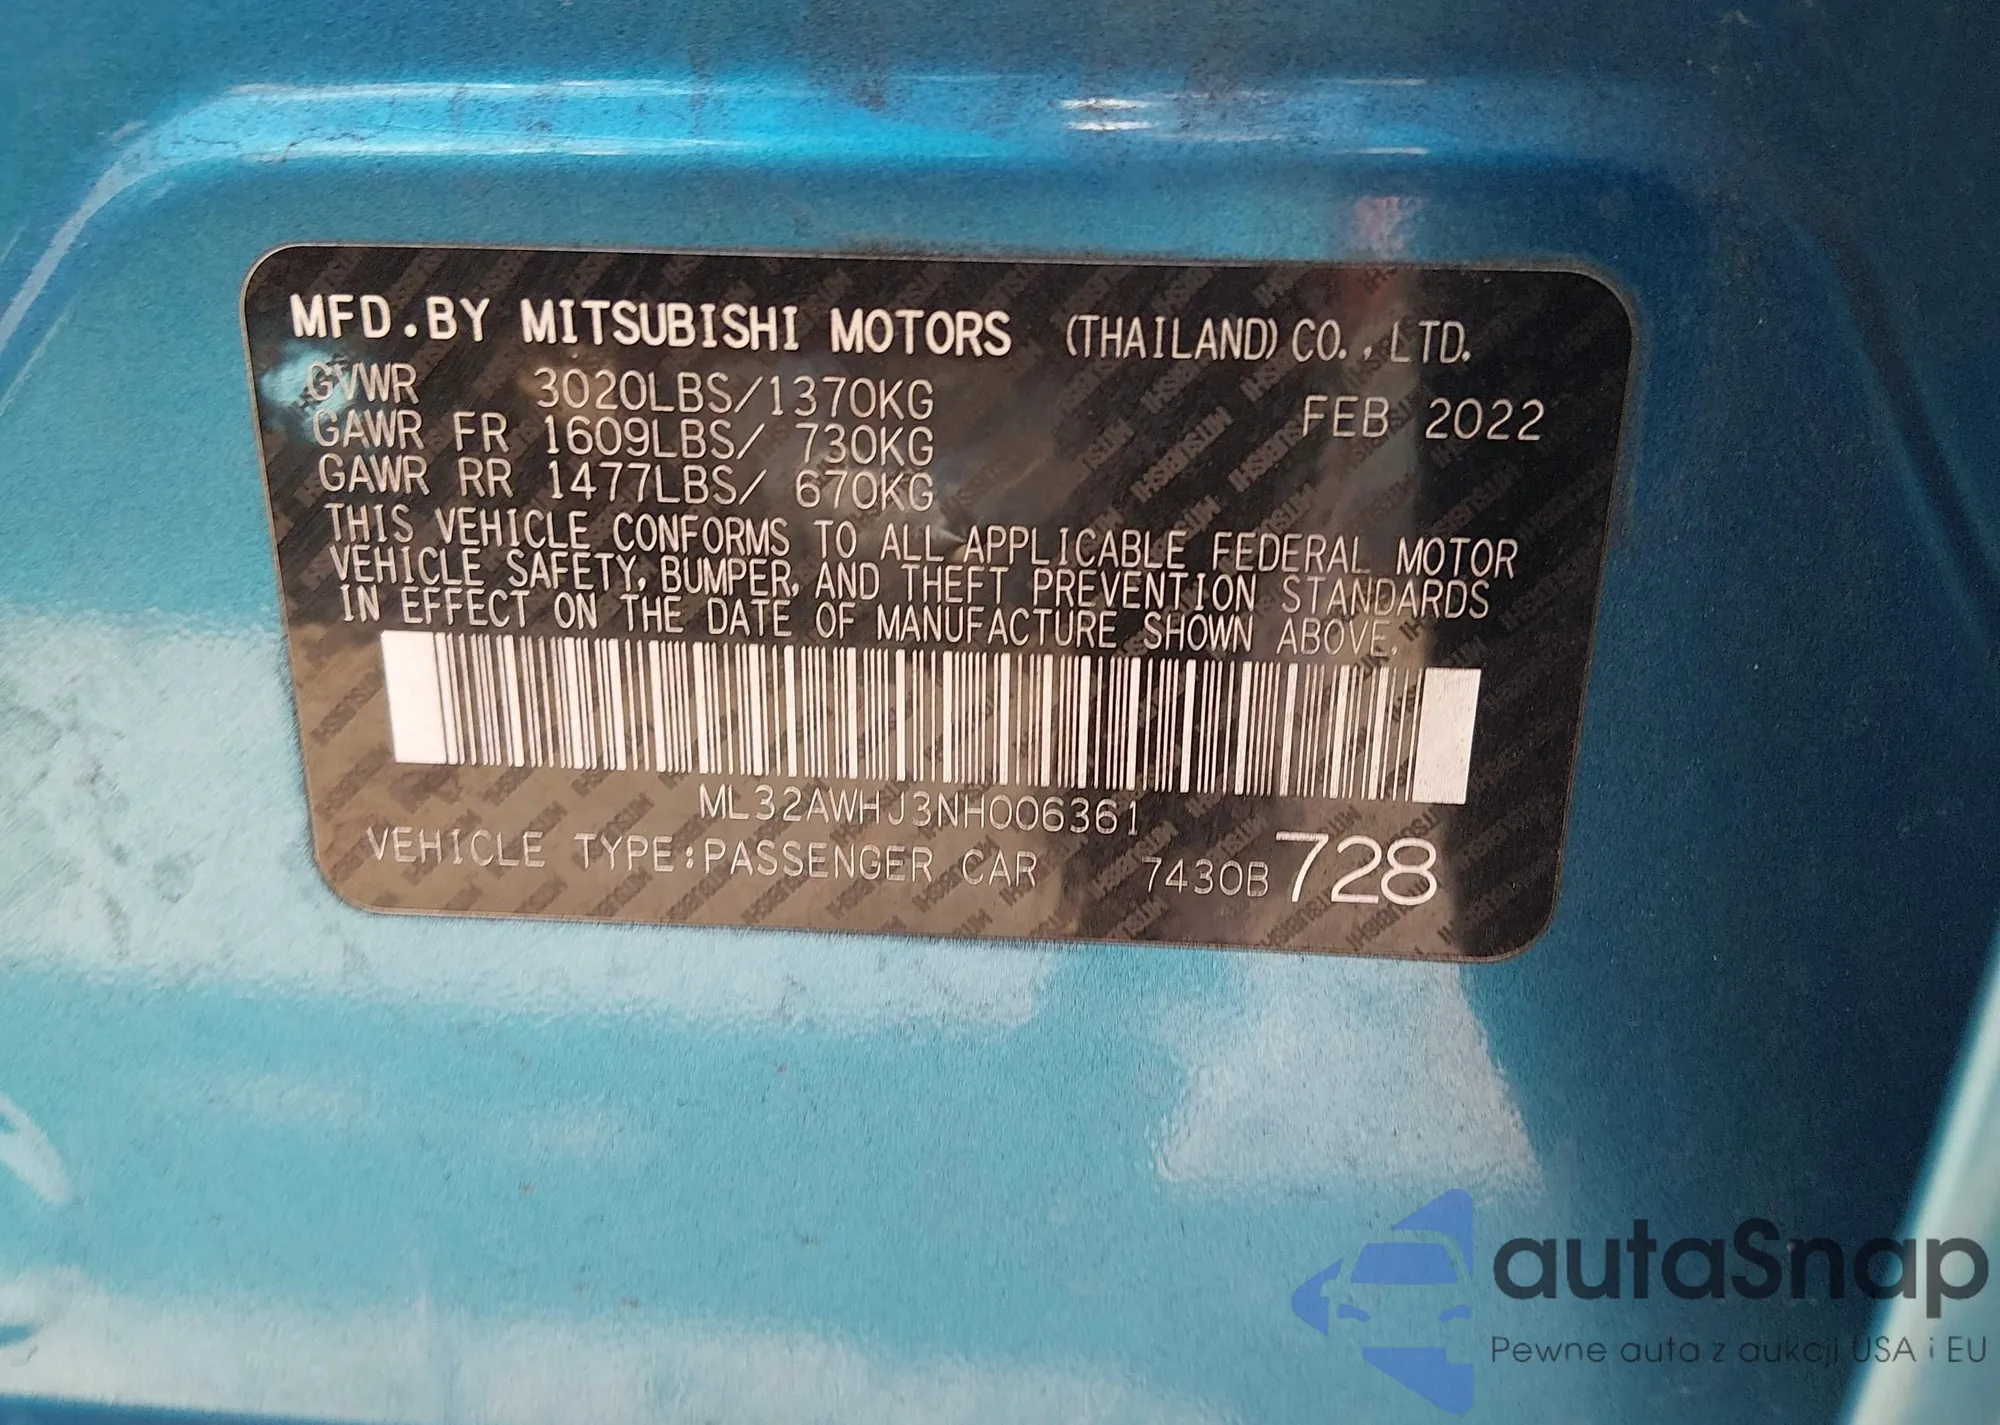 MFD.BY MITSUBISHI MOTORS (THAILAND) CO., LTD.
GVWR 3020LBS/1370KG FEB 2022
GAWR FR 1609LBS/ 730KG
GAWR RR 1477LBS/ 670KG
THIS VEHICLE CONFORMS TO ALL APPLICABLE FEDERAL MOTOR
VEHICLE SAFETY, BUMPER, AND THEFT PREVENTION STANDARDS
IN EFFECT ON THE DATE OF MANUFACTURE SHOWN ABOVE.
ML32AWHJ3NH006361
VEHICLE TYPE:PASSENGER CAR 7430B 728
autaSnap
Pewne auta z aukcji USA i EU